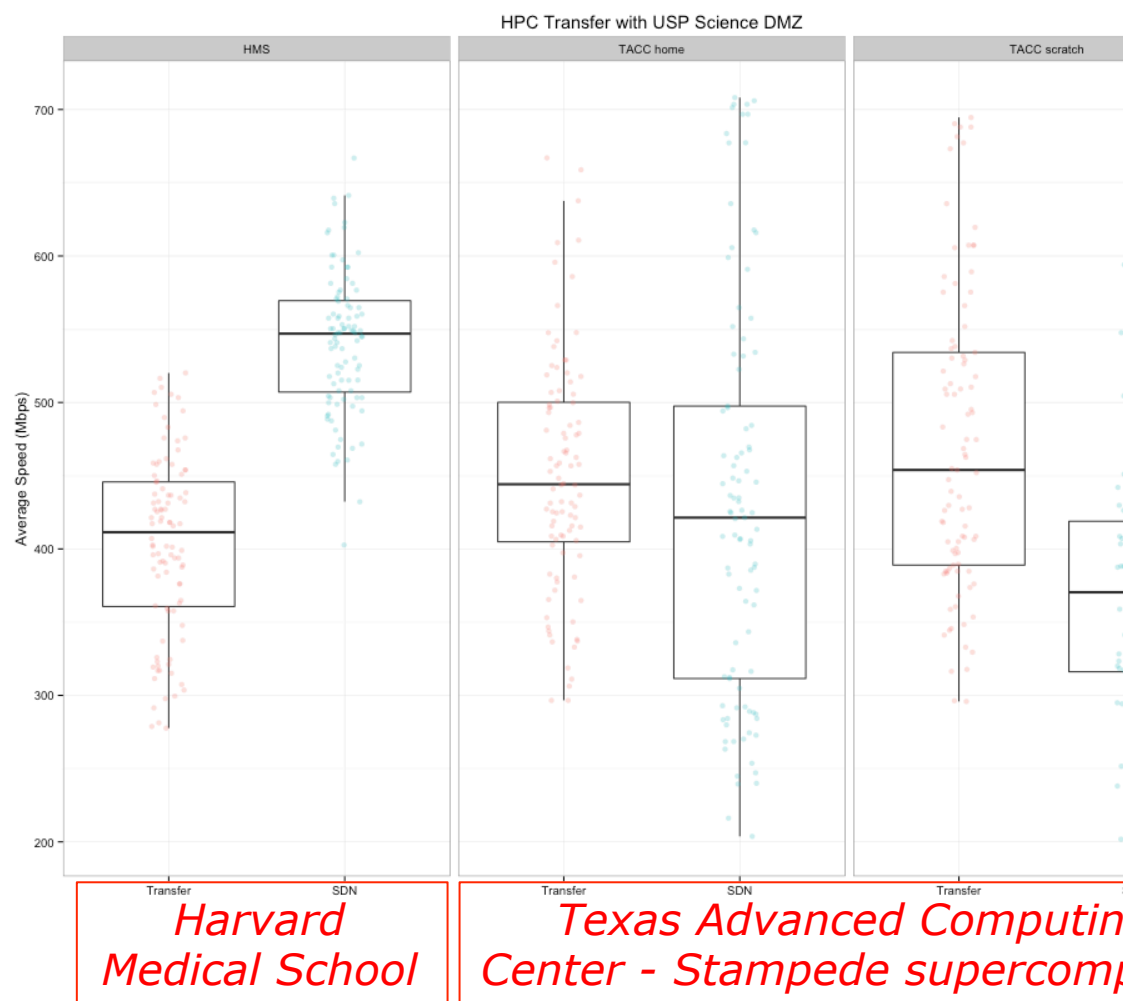 HPC Transfer with USP Science DMZ
HMS
TACC home
TACC scratch
Average Speed (Mbps)
700
600
500
400
300
200
Transfer
SDN
Transfer
SDN
Transfer
Harvard
Medical School
Texas Advanced Computin
Center - Stampede supercomp